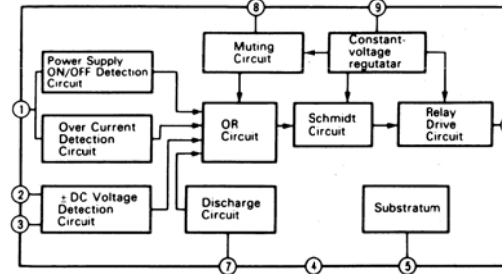 8
9
Power Supply
ON/OFF Detection
Circuit
Muting
Circuit
Constant-
voltage
regutatar
1
Over Current
Detection
Circuit
OR
Circuit
Schmidt
Circuit
Relay
Drive
Circuit
2
3
± DC Voltage
Detection
Circuit
Discharge
Circuit
Substratum
7
4
5